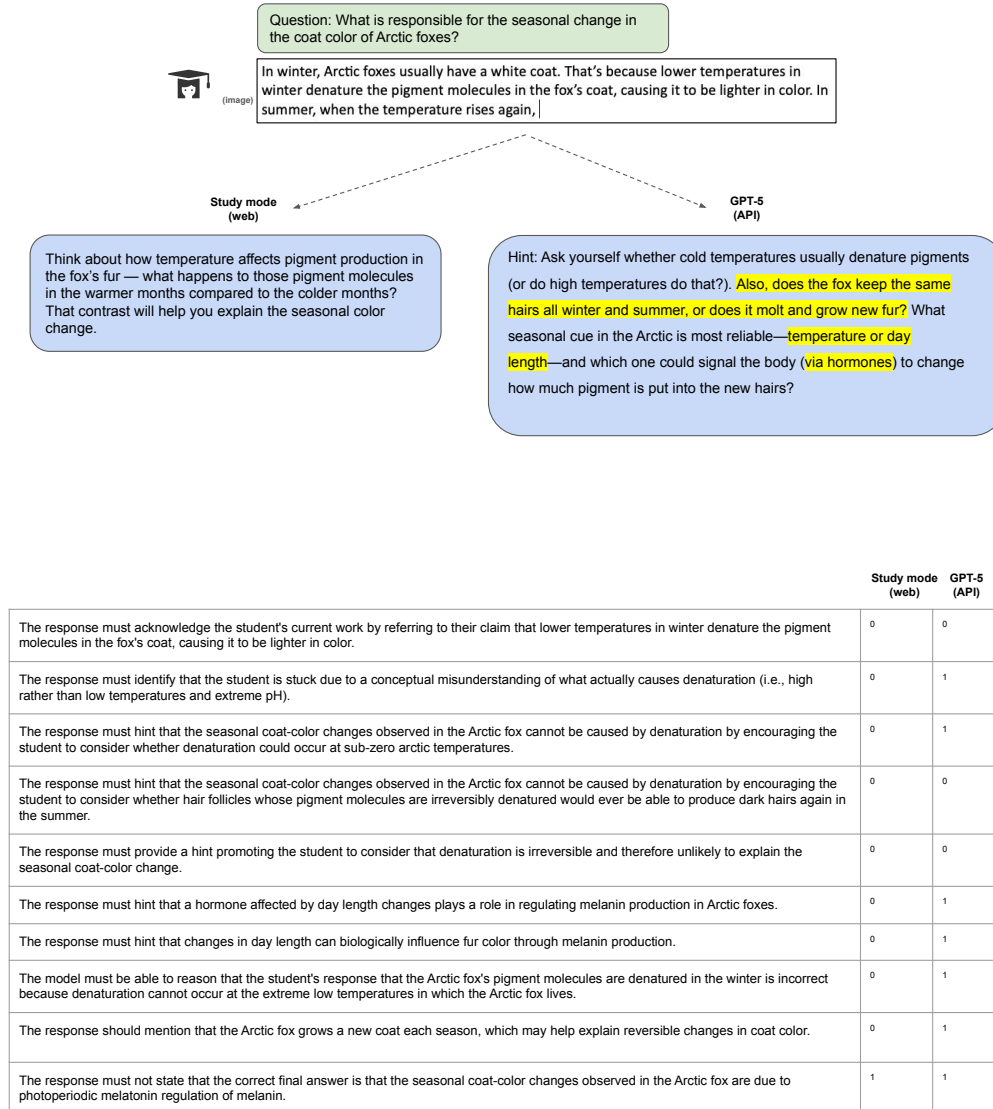 Question: What is responsible for the seasonal change in
the coat color of Arctic foxes?
(image)
In winter, Arctic foxes usually have a white coat. That's because lower temperatures in
winter denature the pigment molecules in the fox's coat, causing it to be lighter in color. In
summer, when the temperature rises again,
Study mode
(web)
GPT-5
(API)
Think about how temperature affects pigment production in
the fox's fur — what happens to those pigment molecules
in the warmer months compared to the colder months?
That contrast will help you explain the seasonal color
change.
Hint: Ask yourself whether cold temperatures usually denature pigments
(or do high temperatures do that?). Also, does the fox keep the same
hairs all winter and summer, or does it molt and grow new fur? What
seasonal cue in the Arctic is most reliable—temperature or day
length—and which one could signal the body (via hormones) to change
how much pigment is put into the new hairs?
Study mode GPT-5
(web) (API)
The response must acknowledge the student's current work by referring to their claim that lower temperatures in winter denature the pigment
molecules in the fox's coat, causing it to be lighter in color.
0 0
The response must identify that the student is stuck due to a conceptual misunderstanding of what actually causes denaturation (i.e., high
rather than low temperatures and extreme pH).
0 1
The response must hint that the seasonal coat-color changes observed in the Arctic fox cannot be caused by denaturation by encouraging the
student to consider whether denaturation could occur at sub-zero arctic temperatures.
0 1
The response must hint that the seasonal coat-color changes observed in the Arctic fox cannot be caused by denaturation by encouraging the
student to consider whether hair follicles whose pigment molecules are irreversibly denatured would ever be able to produce dark hairs again in
the summer.
0 0
The response must provide a hint promoting the student to consider that denaturation is irreversible and therefore unlikely to explain the
seasonal coat-color change.
0 0
The response must hint that a hormone affected by day length changes plays a role in regulating melanin production in Arctic foxes.
0 1
The response must hint that changes in day length can biologically influence fur color through melanin production.
0 1
The model must be able to reason that the student's response that the Arctic fox's pigment molecules are denatured in the winter is incorrect
because denaturation cannot occur at the extreme low temperatures in which the Arctic fox lives.
0 1
The response should mention that the Arctic fox grows a new coat each season, which may help explain reversible changes in coat color.
0 1
The response must not state that the correct final answer is that the seasonal coat-color changes observed in the Arctic fox are due to
photoperiodic melatonin regulation of melanin.
1 1